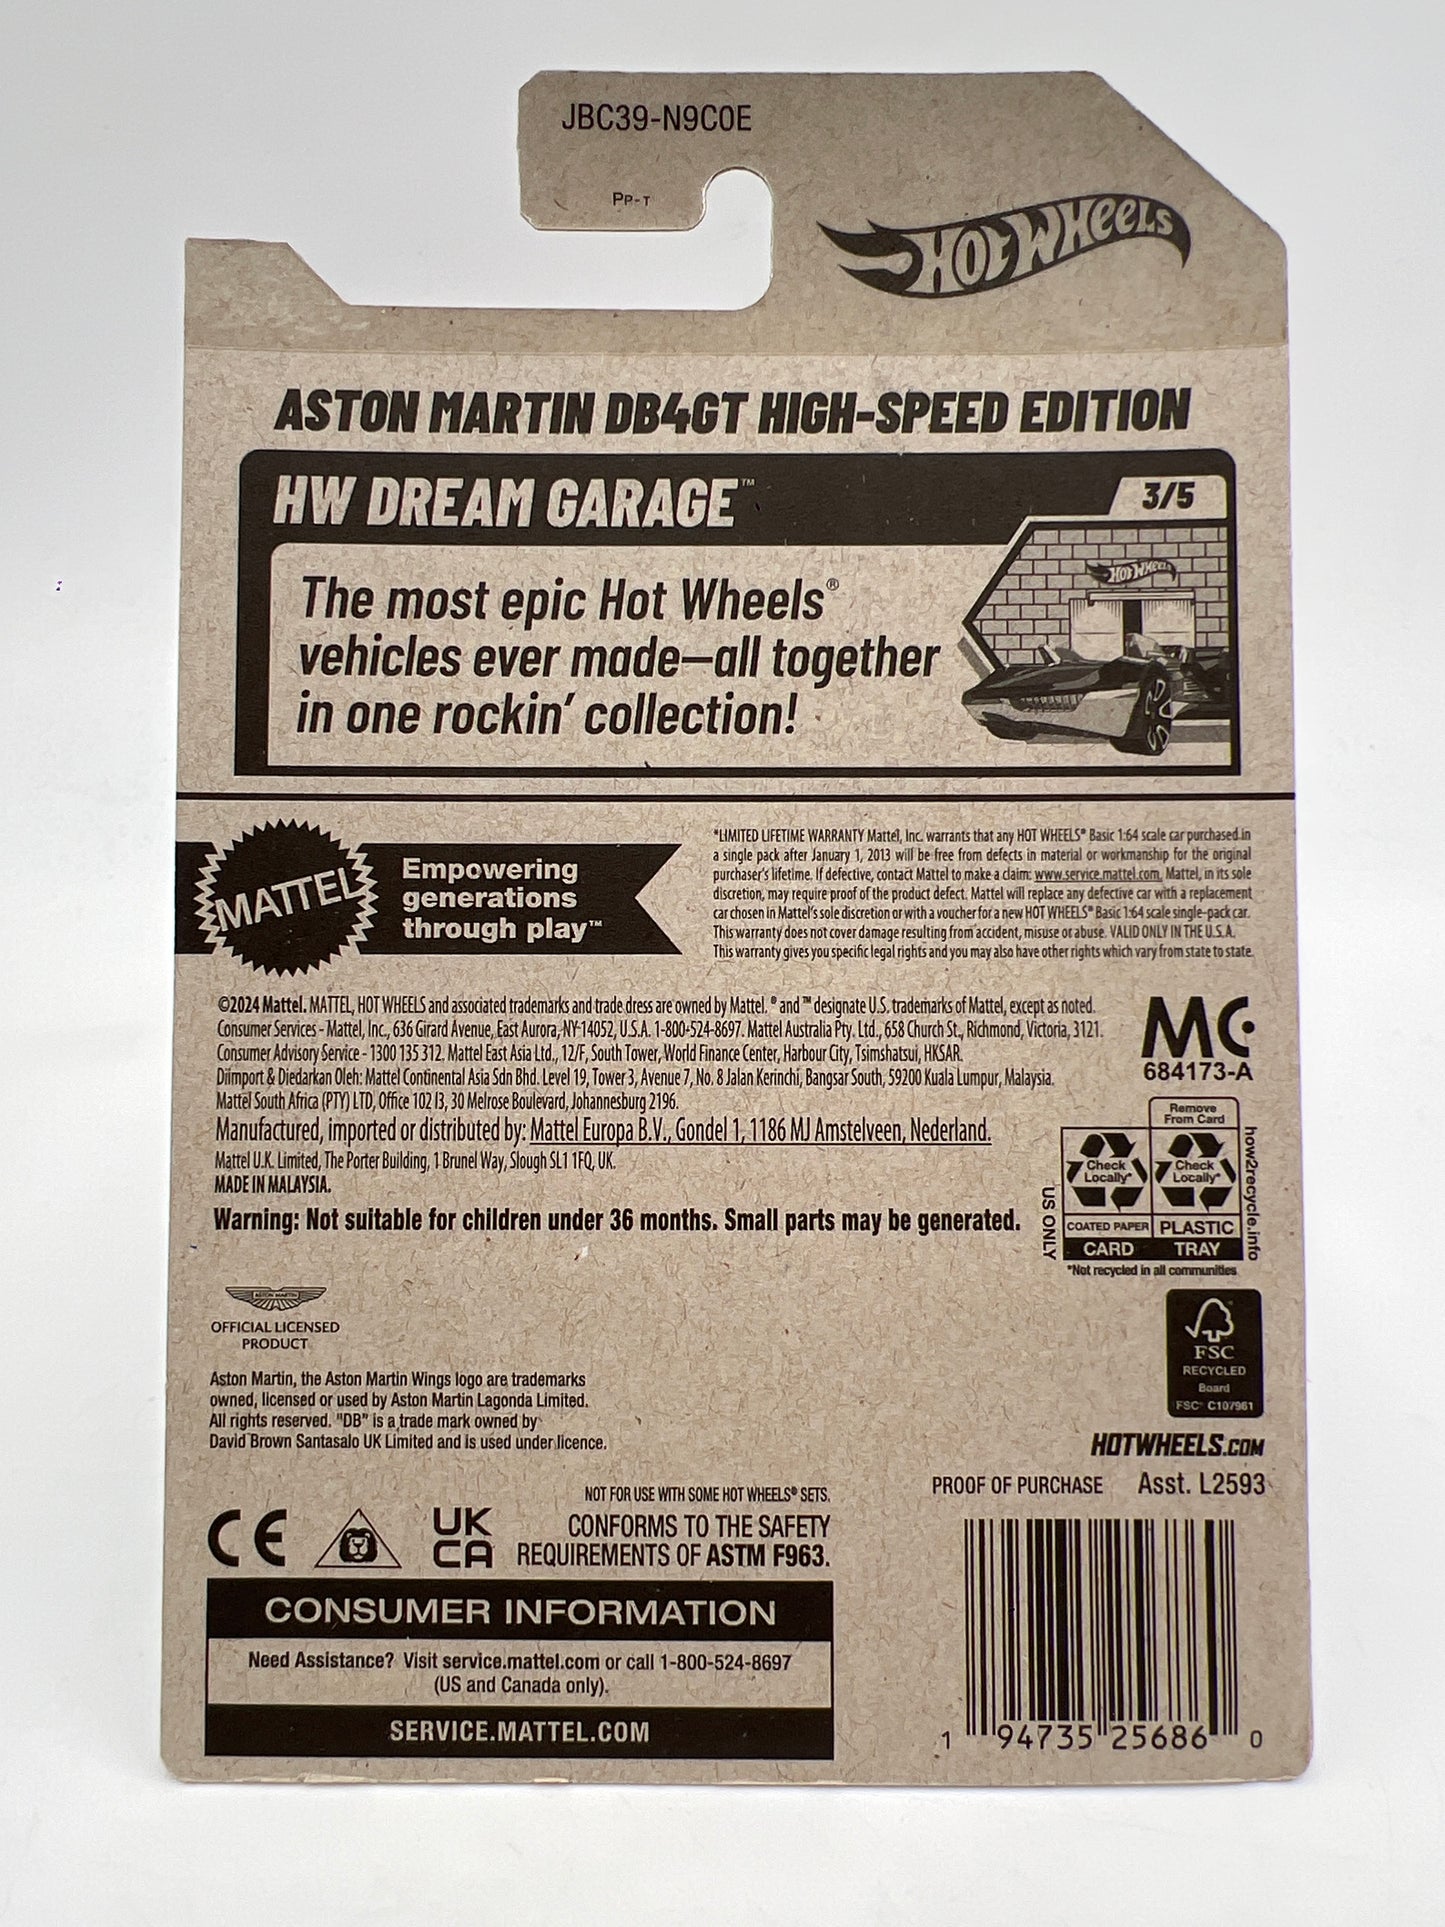 JBC39-N9C0E
Pp-T
Hot Wheels
ASTON MARTIN DB4GT HIGH-SPEED EDITION
HW DREAM GARAGE™
3/5
HOT WHEELS
The most epic Hot Wheels®
vehicles ever made—all together
in one rockin’ collection!
MATTEL
Empowering
generations
through play™
*LIMITED LIFETIME WARRANTY Mattel, Inc. warrants that any HOT WHEELS® Basic 1:64 scale car purchased in
a single pack after January 1, 2013 will be free from defects in material or workmanship for the original
purchaser's lifetime. If defective, contact Mattel to make a claim: www.service.mattel.com. Mattel, in its sole
discretion, may require proof of the product defect. Mattel will replace any defective car with a replacement
car chosen in Mattel's sole discretion or with a voucher for a new HOT WHEELS® Basic 1:64 scale single-pack car.
This warranty does not cover damage resulting from accident, misuse or abuse. VALID ONLY IN THE U.S.A.
This warranty gives you specific legal rights and you may also have other rights which vary from state to state.
©2024 Mattel. MATTEL, HOT WHEELS and associated trademarks and trade dress are owned by Mattel. ® and ™ designate U.S. trademarks of Mattel, except as noted.
Consumer Services - Mattel, Inc., 636 Girard Avenue, East Aurora, NY 14052, U.S.A. 1-800-524-8697. Mattel Australia Pty. Ltd., 658 Church St., Richmond, Victoria, 3121.
Consumer Advisory Service - 1300 135 312. Mattel East Asia Ltd., 12/F, South Tower, World Finance Center, Harbour City, Tsimshatsui, HKSAR.
Diimport & Diedarkan Oleh: Mattel Continental Asia Sdn Bhd. Level 19, Tower 3, Avenue 7, No. 8 Jalan Kerinchi, Bangsar South, 59200 Kuala Lumpur, Malaysia.
Mattel South Africa (PTY) LTD, Office 102 I3, 30 Melrose Boulevard, Johannesburg 2196.
Manufactured, imported or distributed by: Mattel Europa B.V., Gondel 1, 1186 MJ Amstelveen, Nederland.
Mattel U.K. Limited, The Porter Building, 1 Brunel Way, Slough SL1 1FQ, UK.
MADE IN MALAYSIA.
Warning: Not suitable for children under 36 months. Small parts may be generated.
MC
684173-A
Remove
From Card
Check
Locally*
Check
Locally*
COATED PAPER
PLASTIC
CARD
TRAY
US ONLY
how2recycle.info
*Not recycled in all communities
FSC
RECYCLED
Board
FSC® C107961
ASTON MARTIN
OFFICIAL LICENSED
PRODUCT
Aston Martin, the Aston Martin Wings logo are trademarks
owned, licensed or used by Aston Martin Lagonda Limited.
All rights reserved. "DB" is a trade mark owned by
David Brown Santasalo UK Limited and is used under licence.
HOTWHEELS.COM
PROOF OF PURCHASE
Asst. L2593
NOT FOR USE WITH SOME HOT WHEELS® SETS.
CE
UK
CA
CONFORMS TO THE SAFETY
REQUIREMENTS OF ASTM F963.
CONSUMER INFORMATION
Need Assistance? Visit service.mattel.com or call 1-800-524-8697
(US and Canada only).
SERVICE.MATTEL.COM
1 94735 25686 0